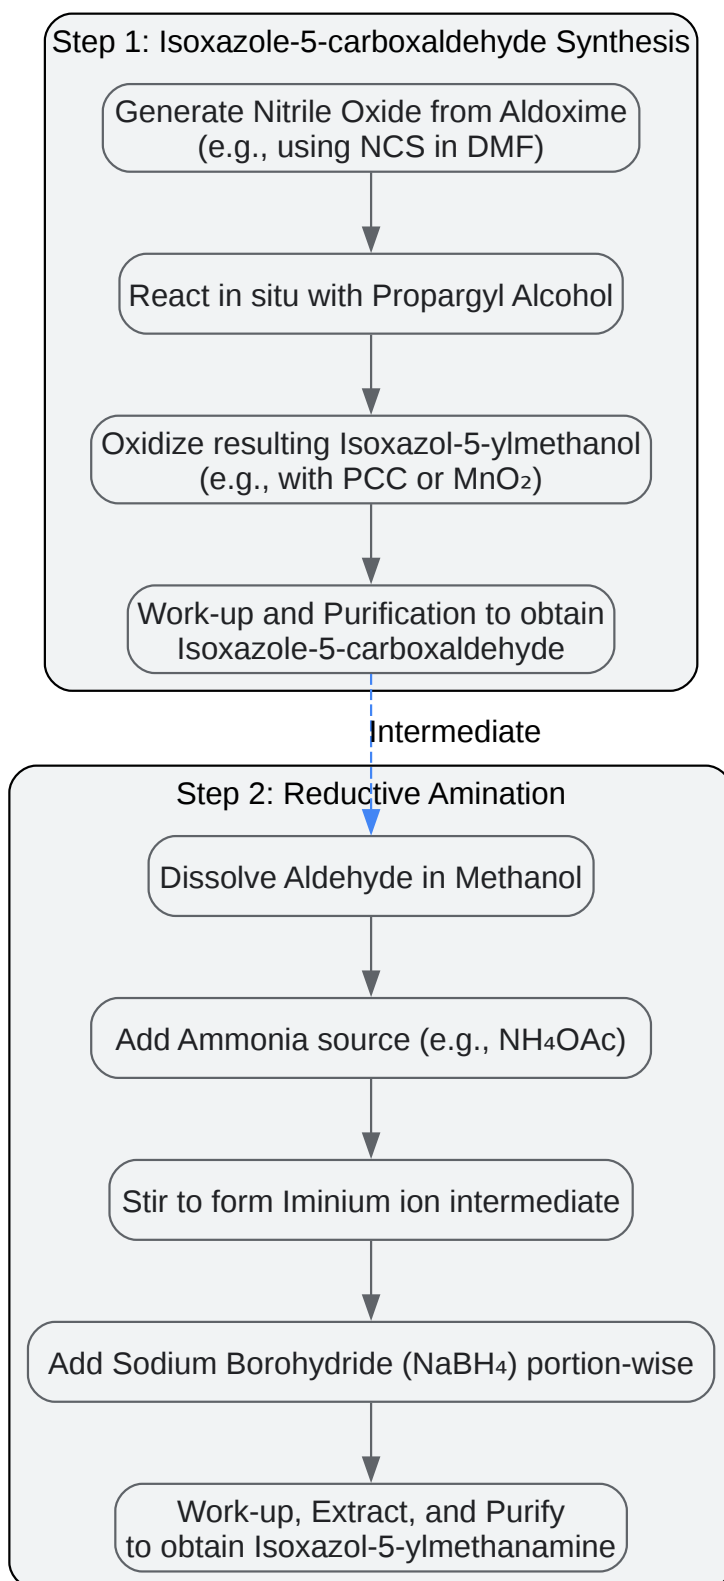 Step 1: Isoxazole-5-carboxaldehyde Synthesis
Generate Nitrile Oxide from Aldoxime
(e.g., using NCS in DMF)
React in situ with Propargyl Alcohol
Oxidize resulting Isoxazol-5-ylmethanol
(e.g., with PCC or MnO₂)
Work-up and Purification to obtain
Isoxazole-5-carboxaldehyde
Intermediate
Step 2: Reductive Amination
Dissolve Aldehyde in Methanol
Add Ammonia source (e.g., NH₄OAc)
Stir to form Iminium ion intermediate
Add Sodium Borohydride (NaBH₄) portion-wise
Work-up, Extract, and Purify
to obtain Isoxazol-5-ylmethanamine